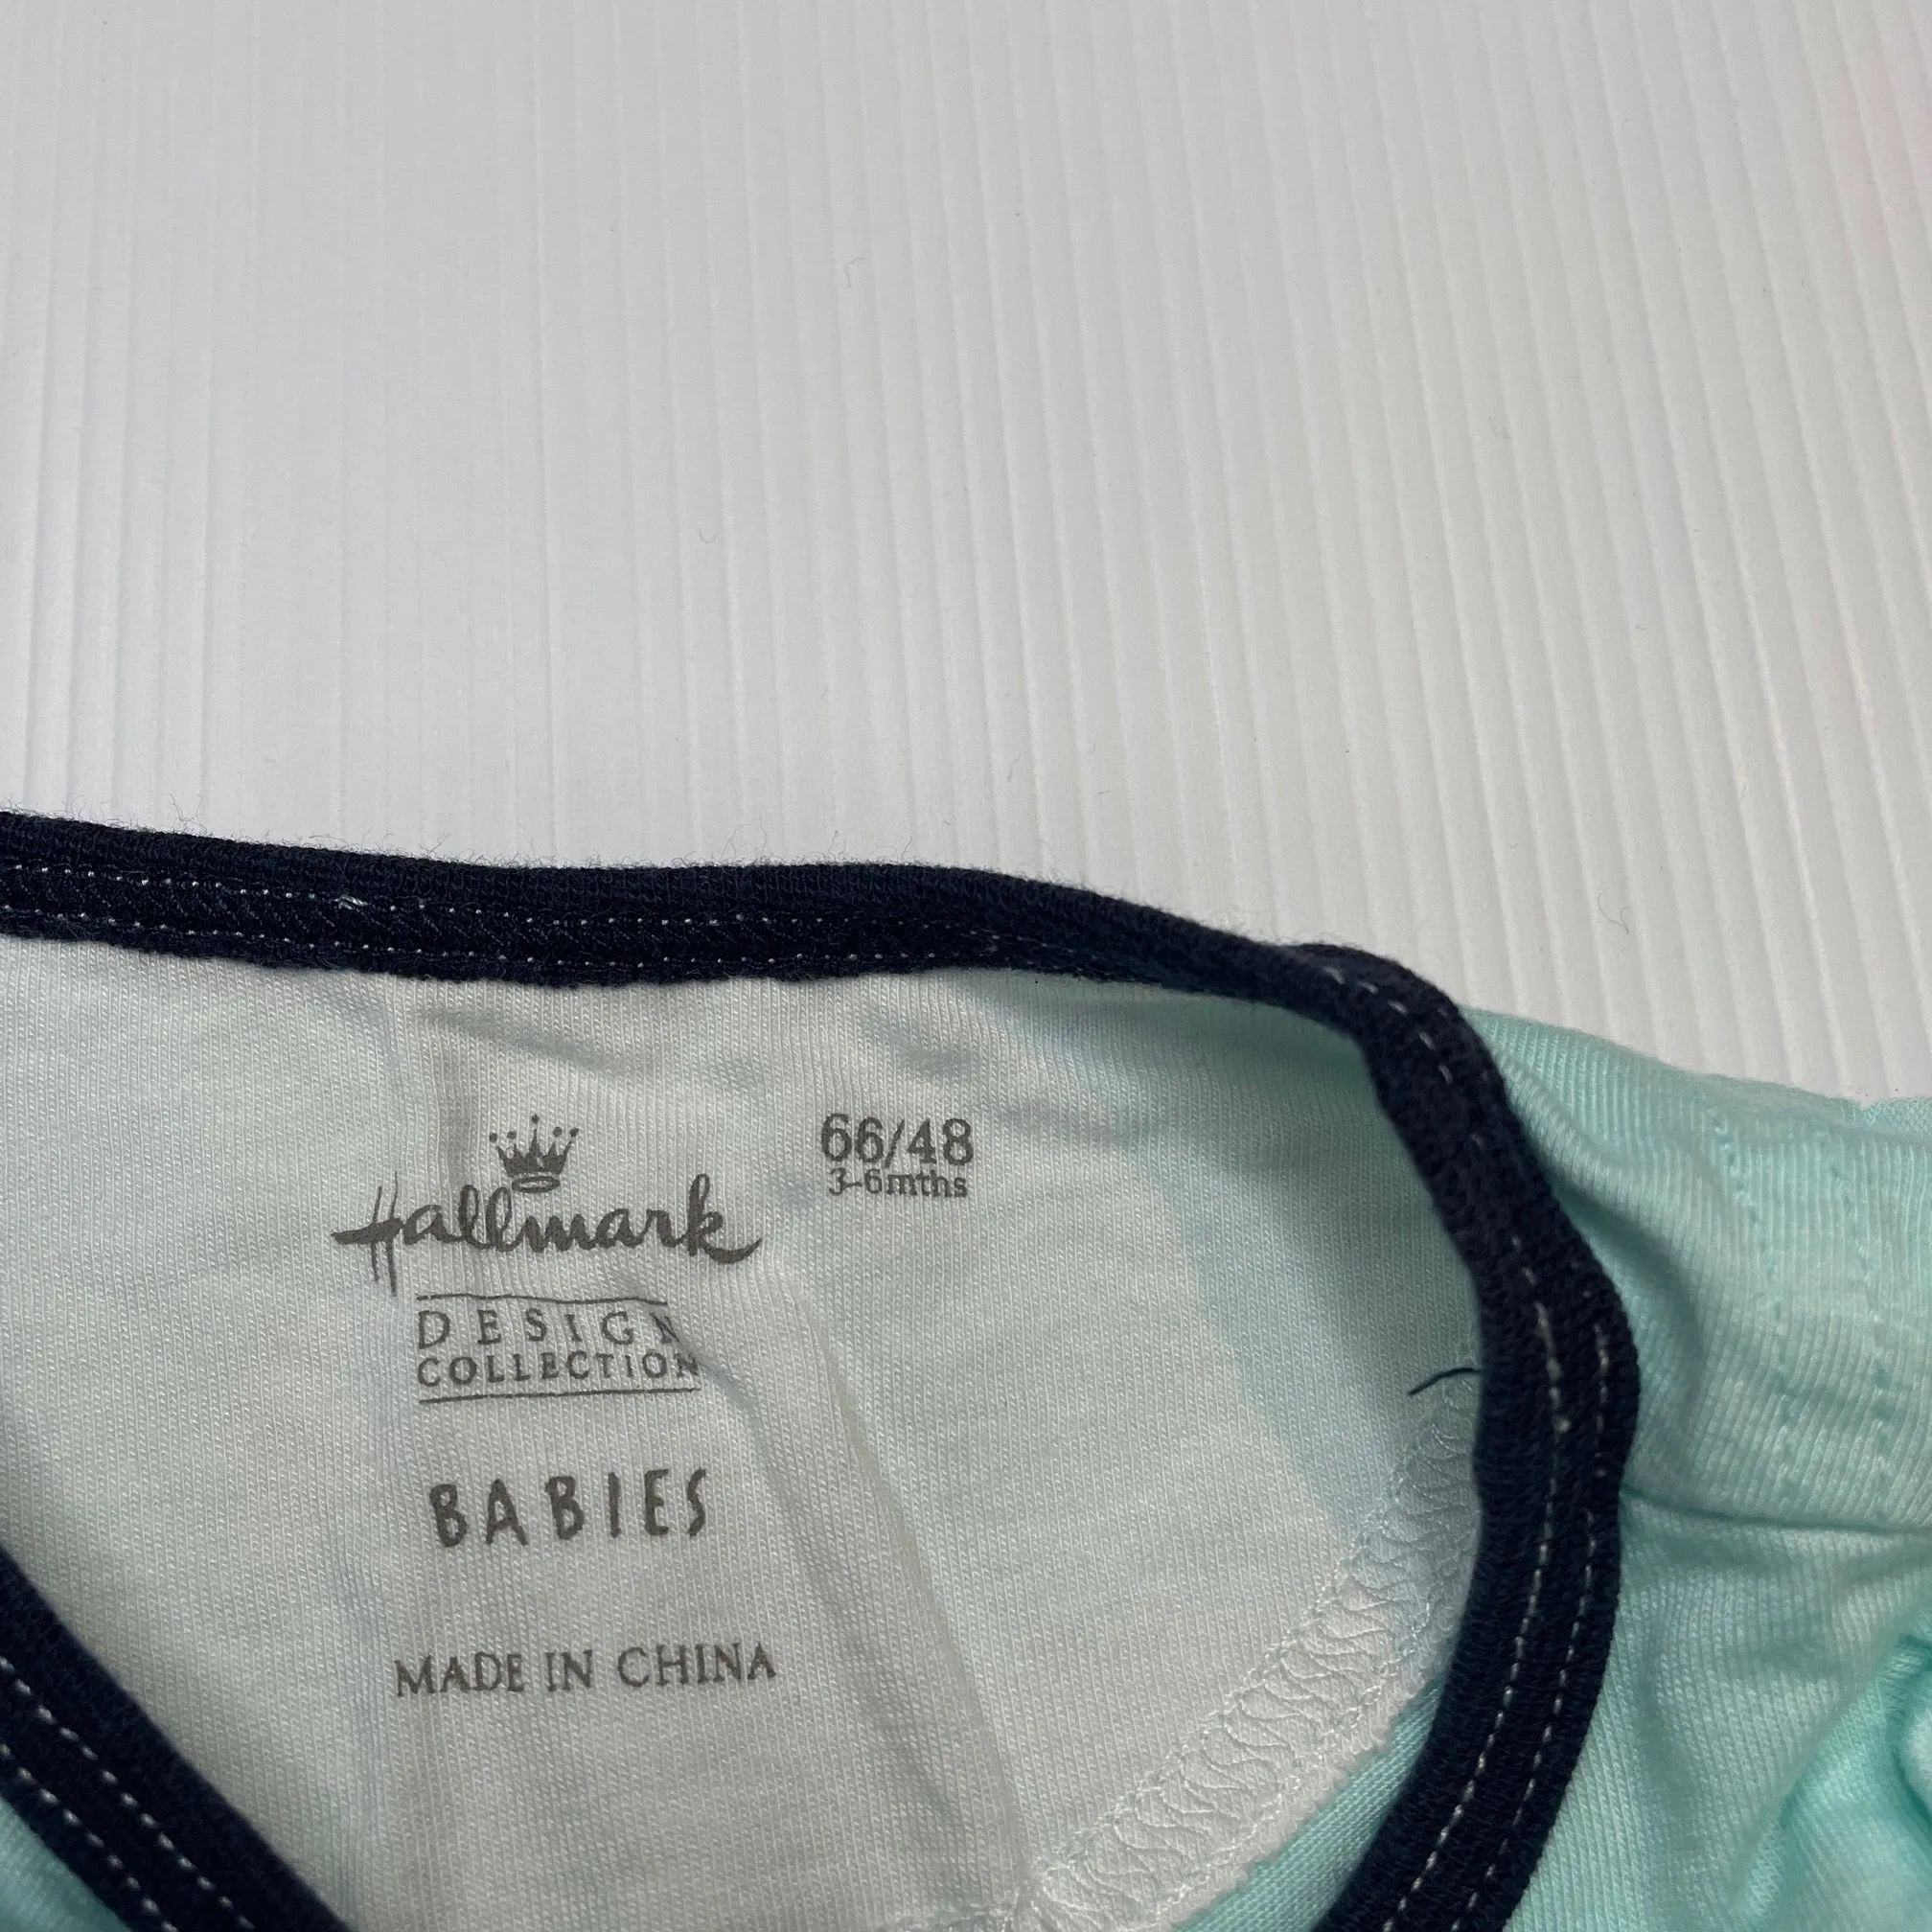 Hallmark
DESIGN
COLLECTION
BABIES
MADE IN CHINA
66/48
3-6mths